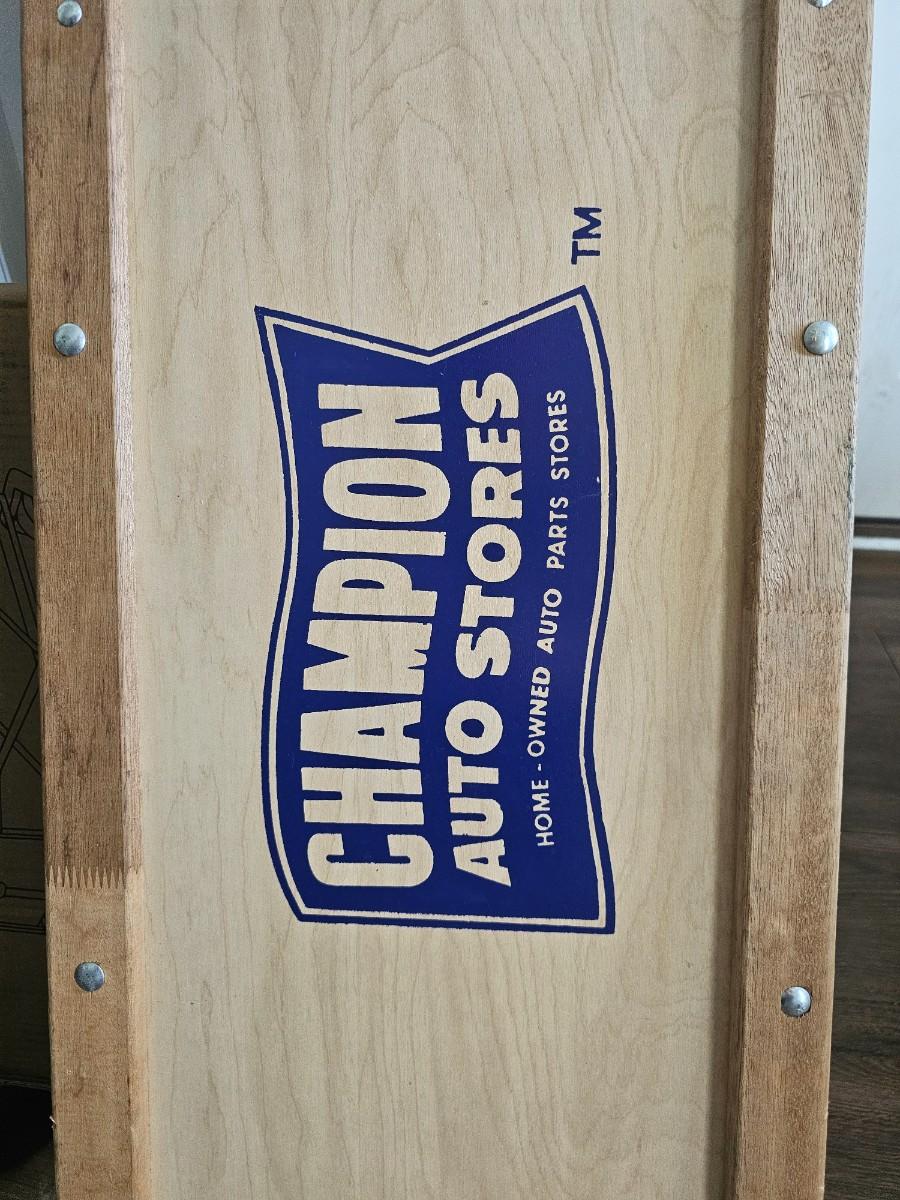 CHAMPION
AUTO STORES
HOME-OWNED AUTO PARTS STORES
TM